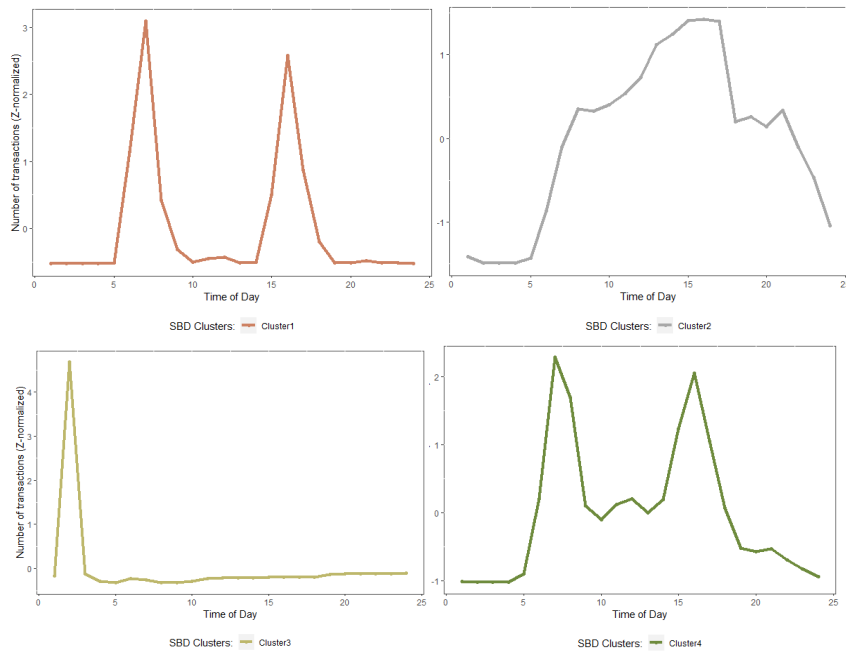 Number of transactions (Z-normalized)
3
2
1
0
0 5 10 15 20 25
Time of Day
SBD Clusters: Cluster1
1
0
-1
0 5 10 15 20 25
Time of Day
SBD Clusters: Cluster2
Number of transactions (Z-normalized)
4
3
2
1
0
0 5 10 15 20 25
Time of Day
SBD Clusters: Cluster3
2
1
0
-1
0 5 10 15 20 25
Time of Day
SBD Clusters: Cluster4